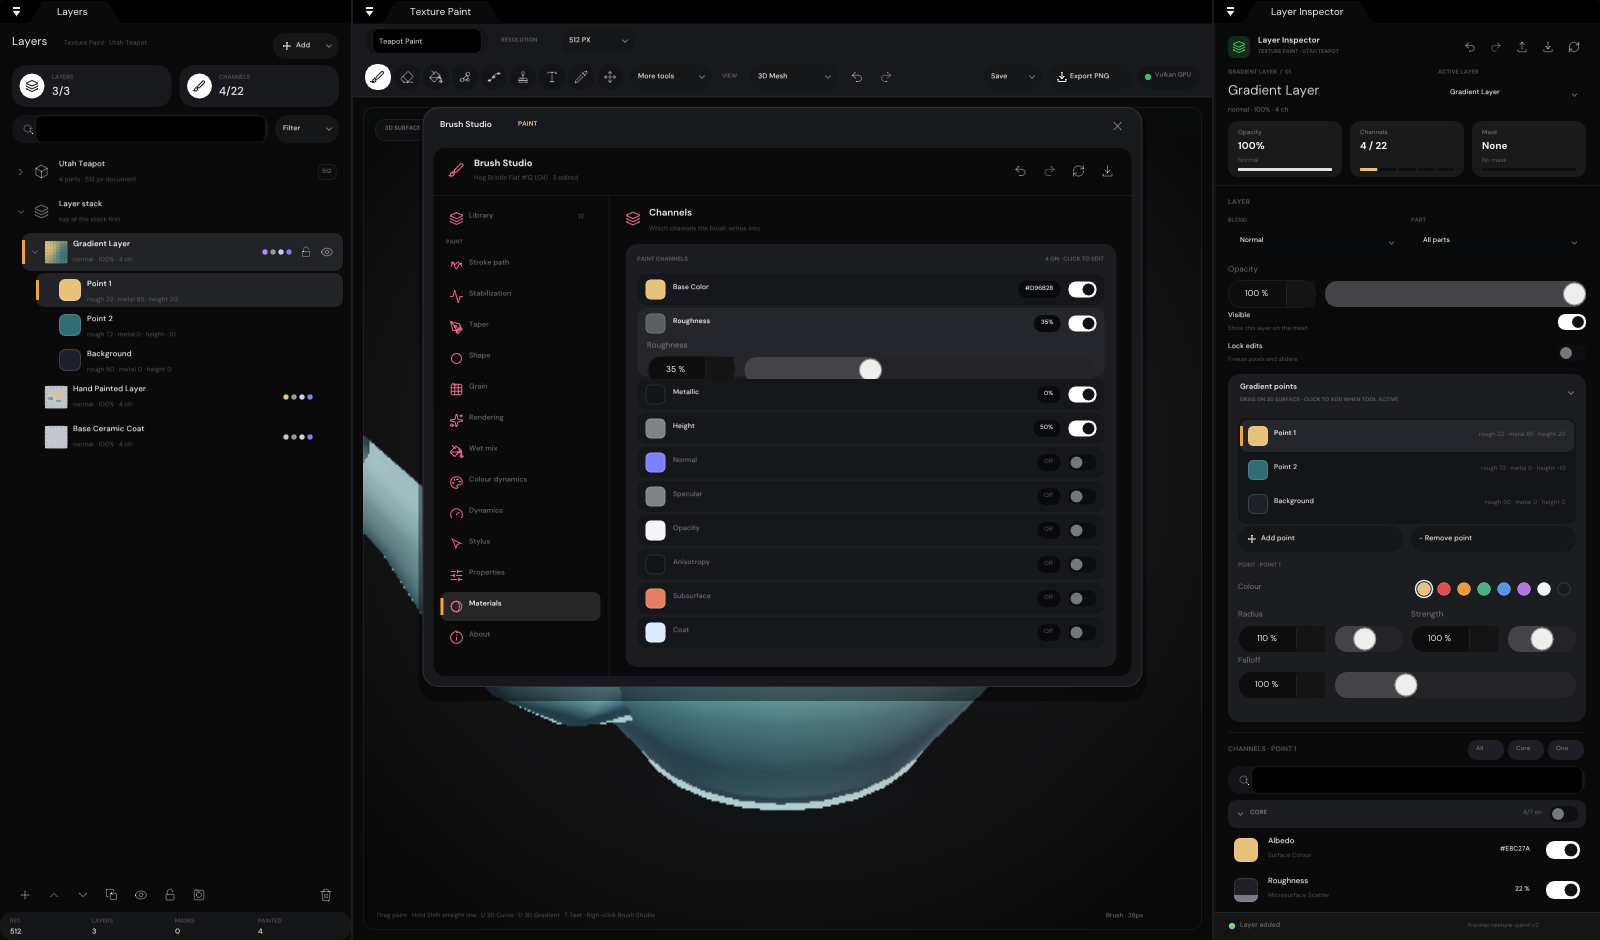 Layers
Layers
Texture Paint · Utah Teapot
Add
LAYERS
3/3
CHANNELS
4/22
Filter
Utah Teapot
4 parts · 512 px document
512
Layer stack
top of the stack first
Gradient Layer
normal · 100% · 4 ch
Point 1
rough 22 · metal 85 · height 20
Point 2
rough 72 · metal 0 · height -10
Background
rough 50 · metal 0 · height 0
Hand Painted Layer
normal · 100% · 4 ch
Base Ceramic Coat
normal · 100% · 4 ch
RES
512
LAYERS
3
MASKS
0
PAINTED
4
Texture Paint
Teapot Paint
RESOLUTION
512 PX
More tools
VIEW
3D Mesh
Save
Export PNG
Vulkan GPU
3D SURFACE
Brush Studio
PAINT
Brush Studio
Hog Bristle Flat #12 (Oil) · 3 edited
Library
12
PAINT
Stroke path
Stabilization
Taper
Shape
Grain
Rendering
Wet mix
Colour dynamics
Dynamics
Stylus
Properties
Materials
About
Channels
Which channels the brush writes into
PAINT CHANNELS
4 ON · CLICK TO EDIT
Base Color
#D96B2B
Roughness
35%
Roughness
35 %
Metallic
0%
Height
50%
Normal
Off
Specular
Off
Opacity
Off
Anisotropy
Off
Subsurface
Off
Coat
Off
Drag paint · Hold Shift straight line · U 3D Curve · D 3D Gradient · T Text · Righ-click Brush Studio
Brush · 26px
Layer Inspector
Layer Inspector
TEXTURE PAINT · UTAH TEAPOT
GRADIENT LAYER / 01
Gradient Layer
normal · 100% · 4 ch
ACTIVE LAYER
Gradient Layer
Opacity
100%
Normal
Channels
4 / 22
Mask
None
No mask
LAYER
BLEND
Normal
PART
All parts
Opacity
100 %
Visible
Show this layer on the mesh
Lock edits
Freeze pixels and sliders
Gradient points
DRAG ON 3D SURFACE · CLICK TO ADD WHEN TOOL ACTIVE
Point 1
rough 22 · metal 85 · height 20
Point 2
rough 72 · metal 0 · height -10
Background
rough 50 · metal 0 · height 0
Add point
- Remove point
POINT · POINT 1
Colour
Radius
110 %
Strength
100 %
Falloff
100 %
CHANNELS · POINT 1
All
Core
One
CORE
4/7 on
Albedo
Surface Colour
#E8C27A
Roughness
Microsurface Scatter
22 %
Layer added
frontier.texture-paint.v3